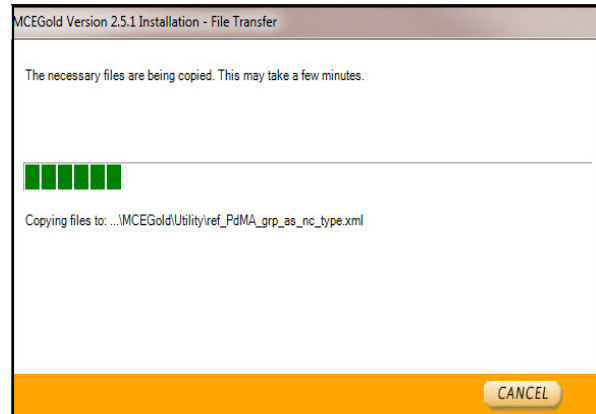 MCEGold Version 2.5.1 Installation - File Transfer
The necessary files are being copied. This may take a few minutes.
Copying files to: ...\MCEGold\Utility\ref_PdMA_grp_as_nc_type.xml
CANCEL